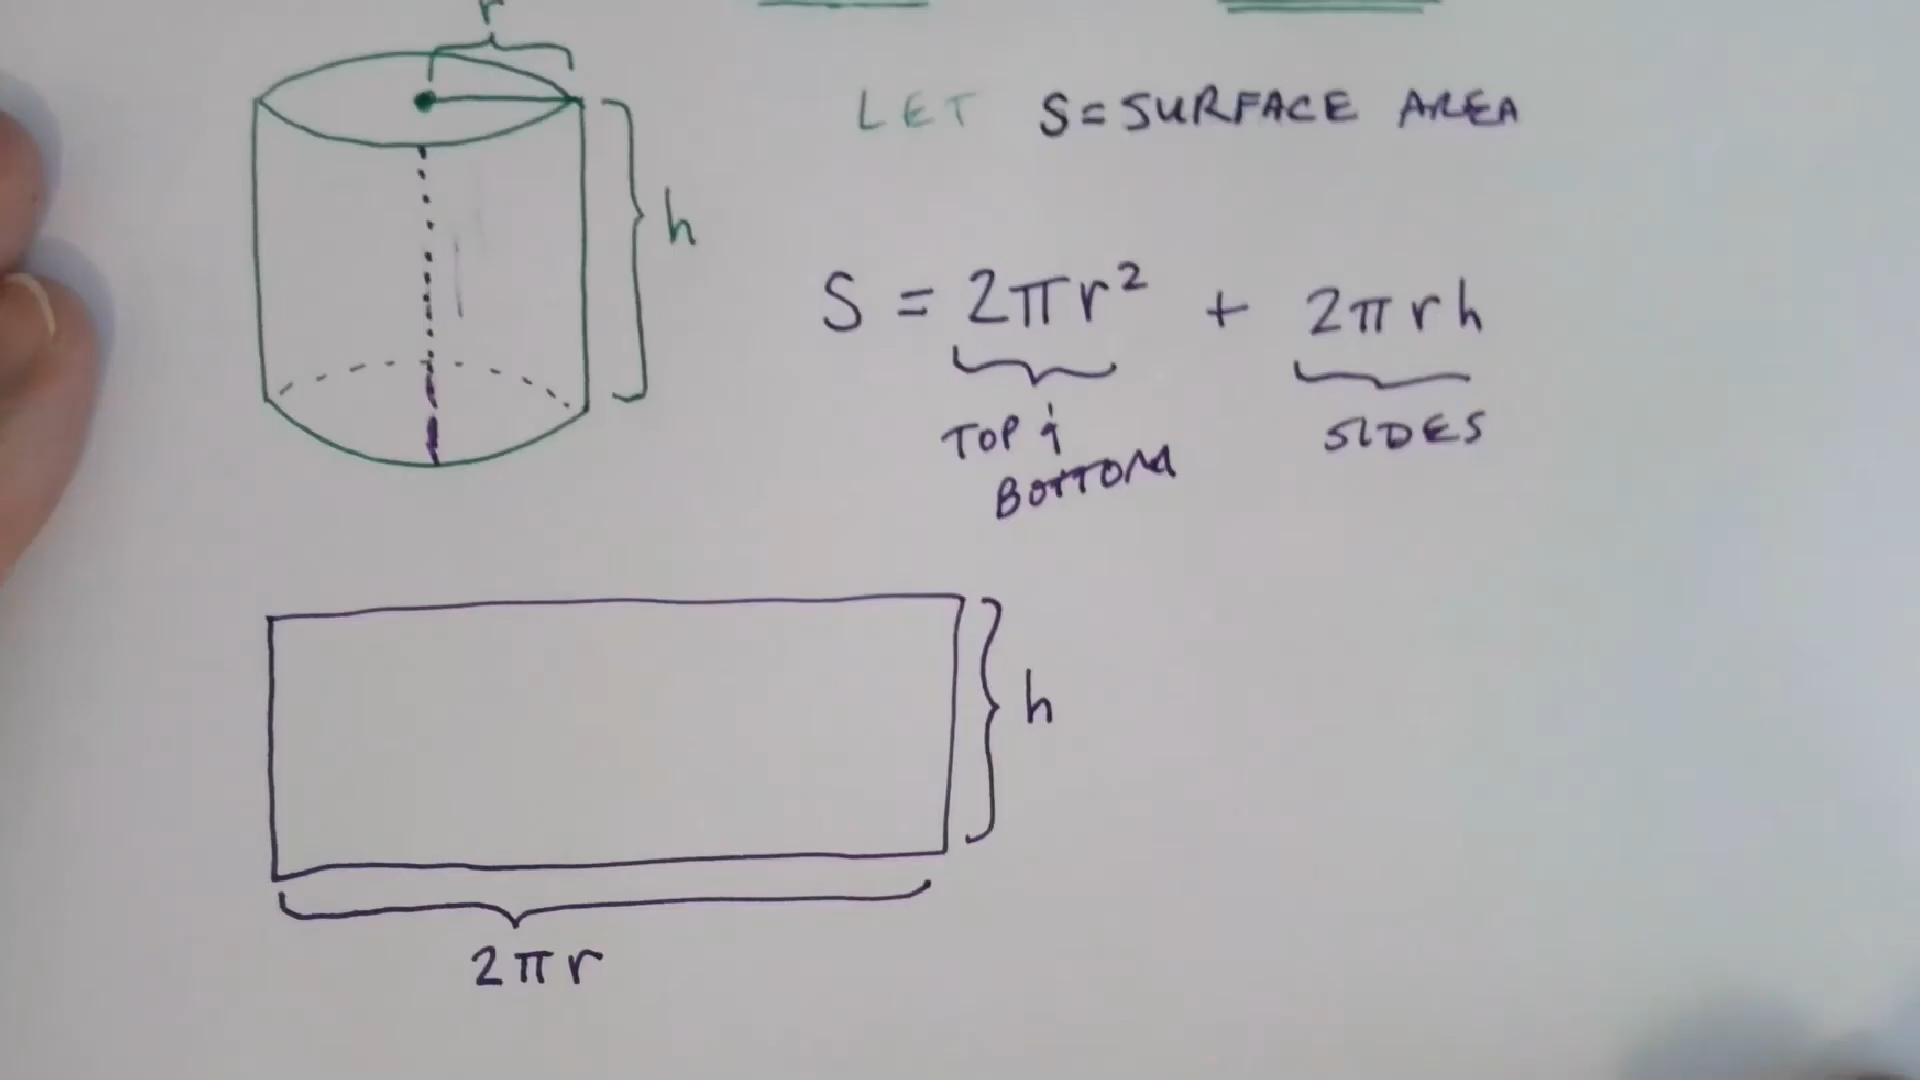 r
LET S = SURFACE AREA
h
S = 2πr² + 2πrh
TOP &
BOTTOM
SIDES
h
2πr